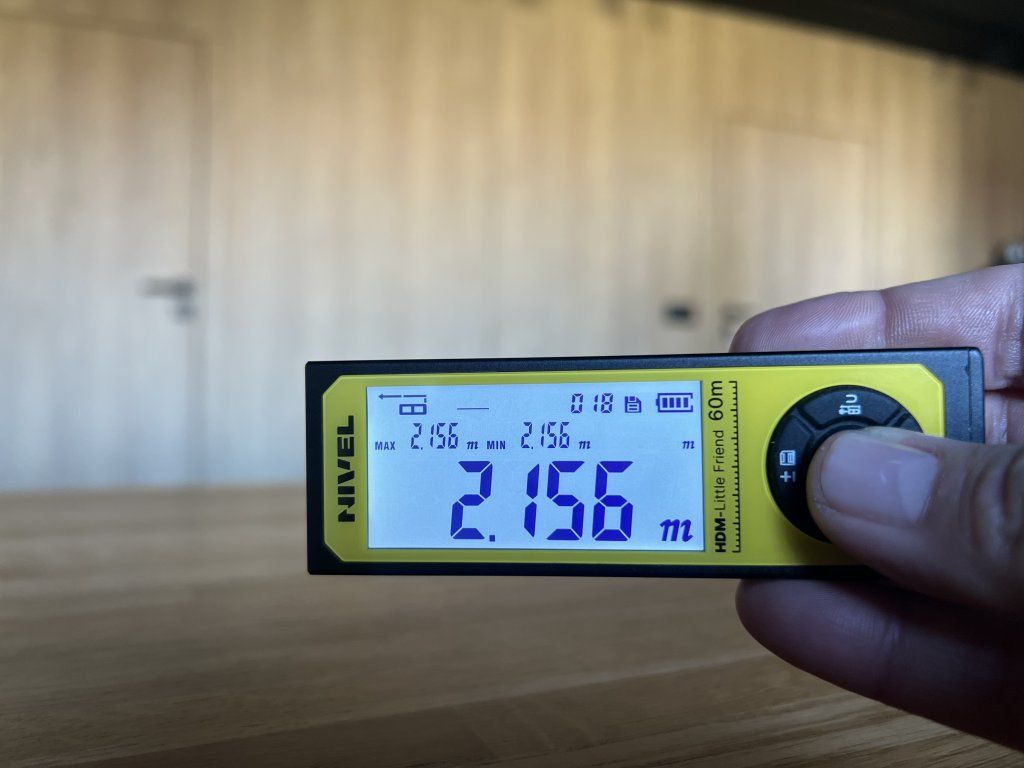 NIVEL
018
MAX 2.156 m MIN 2.156 m m
2.156 m
HDM-Little Friend 60m